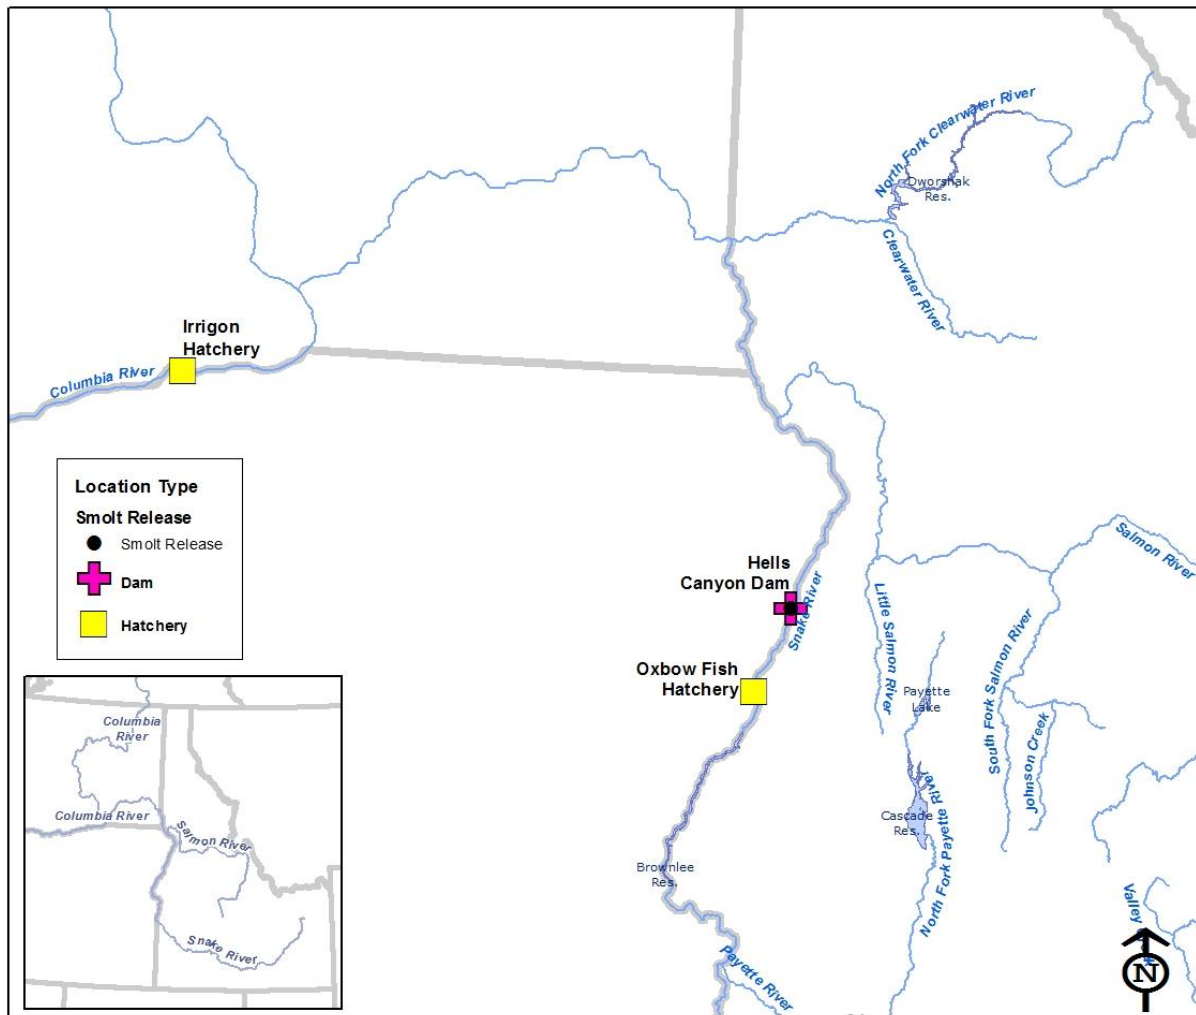 North Fork Clearwater River
Dworshak
Res.
Clearwater River
Irrigon
Hatchery
Columbia River
Location Type
Smolt Release
Smolt Release
Dam
Hatchery
Hells
Canyon Dam
Snake River
Oxbow Fish
Hatchery
Little Salmon River
Salmon River
South Fork Salmon River
Johnson Creek
Payette
Lake
Cascade
Res.
North Fork Payette River
Brownlee
Res.
Payette River
Valley
N
Columbia
River
Columbia River
Salmon River
Snake River